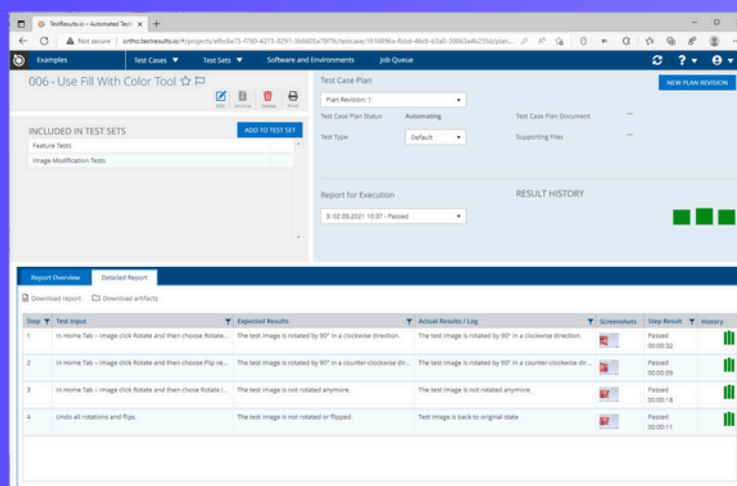 TestResults.io – Automated Testi
Not secure ortho.testresults.io/#/projects/
Examples Test Cases Test Sets Software and Environments Job Queue
006 - Use Fill With Color Tool
Edit Archive Delete Print
INCLUDED IN TEST SETS ADD TO TEST SET
Feature Tests
Image Modification Tests
Test Case Plan NEW PLAN REVISION
Plan Revision: 1
Test Case Plan Status Automating Test Case Plan Document ---
Test Type Default Supporting Files ---
Report for Execution RESULT HISTORY
3: 02.03.2021 10:37 - Passed
Report Overview Detailed Report
Download report Download artifacts
Step Test Input Expected Results Actual Results / Log Screenshots Step Result History
1 In Home Tab – Image click Rotate and then choose Rotate... The test image is rotated by 90° in a clockwise direction. The test image is rotated by 90° in a clockwise direction. Passed
00:00:32
2 In Home Tab – Image click Rotate and then choose Flip ve... The test image is rotated by 90° in a counter-clockwise dir... The test image is rotated by 90° in a counter-clockwise dir... Passed
00:00:09
3 In Home Tab – Image click Rotate and then chose Rotate l... The test image is not rotated anymore. The test image is not rotated anymore. Passed
00:00:18
4 Undo all rotations and flips. The test image is not rotated or flipped. Test image is back to original state Passed
00:00:11